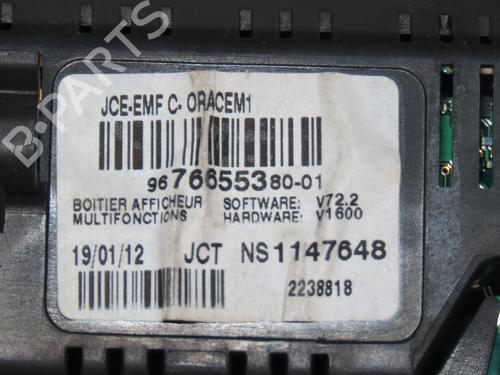 JCE-EMF C- ORACEM1
9676655380-01
BOITIER AFFICHEUR SOFTWARE: V72.2
MULTIFONCTIONS HARDWARE: V1600
19/01/12 JCT NS1147648
2238818
B-PARTS